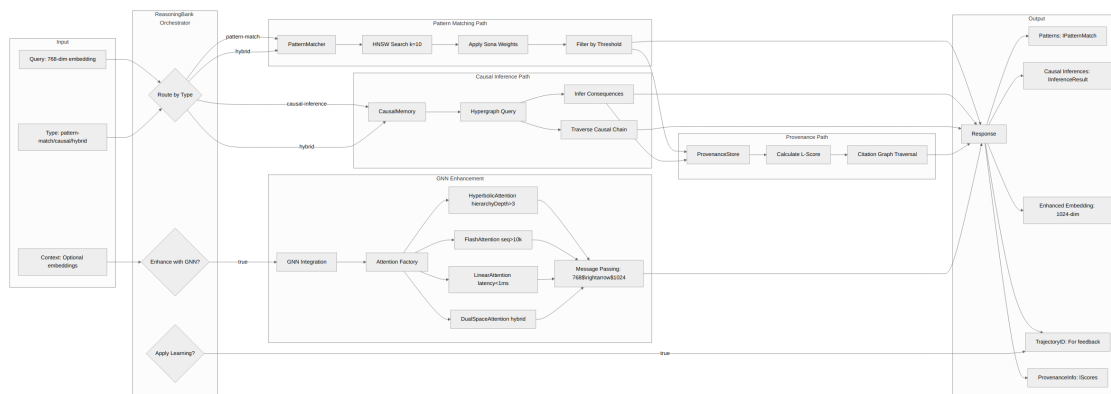 Input
Query: 768-dim embedding
Type: pattern-
match/causal/hybrid
Context: Optional
embeddings
ReasoningBank
Orchestrator
Route by Type
Enhance with GNN?
Apply Learning?
pattern-match
hybrid
causal-inference
hybrid
true
true
Pattern Matching Path
PatternMatcher
HNSW Search k=10
Apply Sona Weights
Filter by Threshold
Causal Inference Path
CausalMemory
Hypergraph Query
Infer Consequences
Traverse Causal Chain
Provenance Path
ProvenanceStore
Calculate L-Score
Citation Graph Traversal
GNN Enhancement
GNN Integration
Attention Factory
HyperbolicAttention
hierarchyDepth>3
FlashAttention seq>10k
LinearAttention
latency<1ms
DualSpaceAttention hybrid
Message Passing:
768$\rightarrow$1024
Output
Response
Patterns: IPatternMatch
Causal Inferences:
IInferenceResult
Enhanced Embedding:
1024-dim
TrajectoryID: For feedback
ProvenanceInfo: lScores